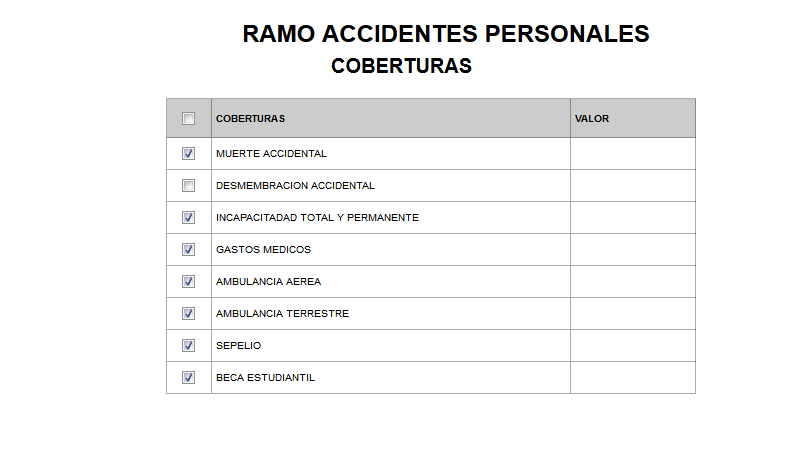 RAMO ACCIDENTES PERSONALES
COBERTURAS
COBERTURAS VALOR
MUERTE ACCIDENTAL
DESMEMBRACION ACCIDENTAL
INCAPACITADAD TOTAL Y PERMANENTE
GASTOS MEDICOS
AMBULANCIA AEREA
AMBULANCIA TERRESTRE
SEPELIO
BECA ESTUDIANTIL